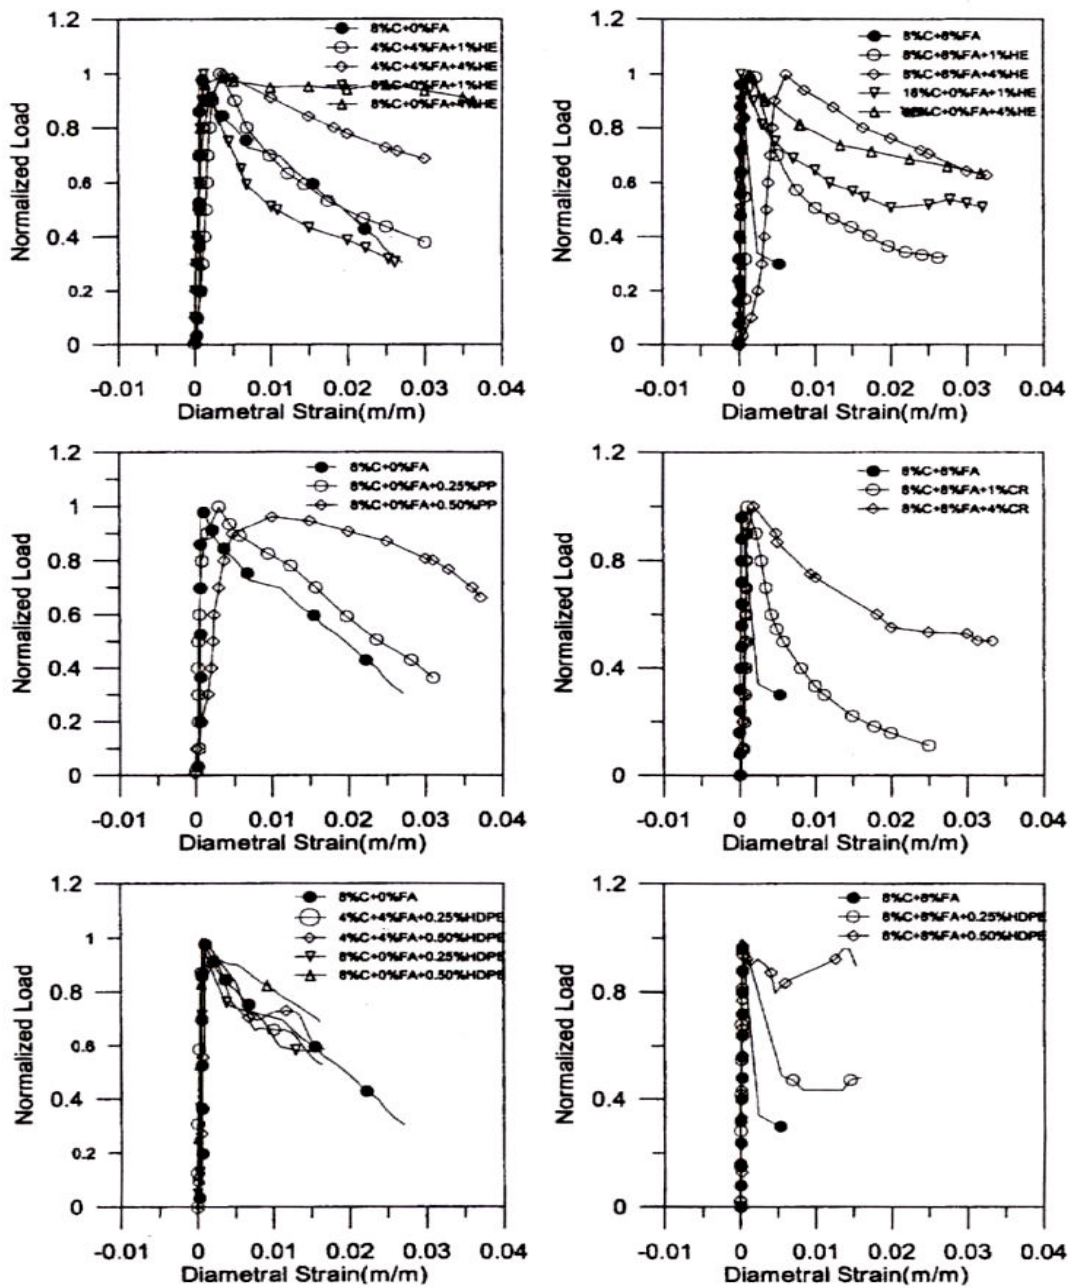 1.2
1
0.8
0.6
0.4
0.2
0
Normalized Load
8%C+0%FA
4%C+4%FA+1%HE
4%C+4%FA+4%HE
8%C+0%FA+1%HE
8%C+0%FA+4%HE
-0.01 0 0.01 0.02 0.03 0.04
Diametral Strain(m/m)
1.2
1
0.8
0.6
0.4
0.2
0
Normalized Load
8%C+8%FA
8%C+8%FA+1%HE
8%C+8%FA+4%HE
16%C+0%FA+1%HE
%C+0%FA+4%HE
-0.01 0 0.01 0.02 0.03 0.04
Diametral Strain(m/m)
1.2
1
0.8
0.6
0.4
0.2
0
Normalized Load
8%C+0%FA
8%C+0%FA+0.25%PP
8%C+0%FA+0.50%PP
-0.01 0 0.01 0.02 0.03 0.04
Diametral Strain(m/m)
1.2
0.8
0.4
0
Normalized Load
8%C+8%FA
8%C+8%FA+1%CR
8%C+8%FA+4%CR
-0.01 0 0.01 0.02 0.03 0.04
Diametral Strain(m/m)
1.2
1
0.8
0.6
0.4
0.2
0
Normalized Load
8%C+0%FA
4%C+4%FA+0.25%HDPE
4%C+4%FA+0.50%HDPE
8%C+0%FA+0.25%HDPE
8%C+0%FA+0.50%HDPE
-0.01 0 0.01 0.02 0.03 0.04
Diametral Strain(m/m)
1.2
1
0.8
0.6
0.4
0.2
0
Normalized Load
8%C+8%FA
8%C+8%FA+0.25%HDPE
8%C+8%FA+0.50%HDPE
-0.01 0 0.01 0.02 0.03 0.04
Diametral Strain(m/m)